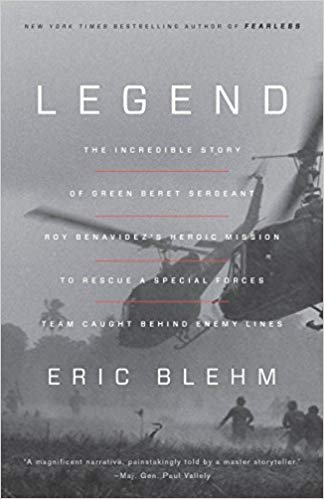 NEW YORK TIMES BESTSELLING AUTHOR OF FEARLESS
LEGEND
THE INCREDIBLE STORY
OF GREEN BERET SERGEANT
ROY BENAVIDEZ'S HEROIC MISSION
TO RESCUE A SPECIAL FORCES
TEAM CAUGHT BEHIND ENEMY LINES
ERIC BLEHM
"A magnificent narrative, painstakingly told by a master storyteller."
–Maj. Gen. Paul Vallely